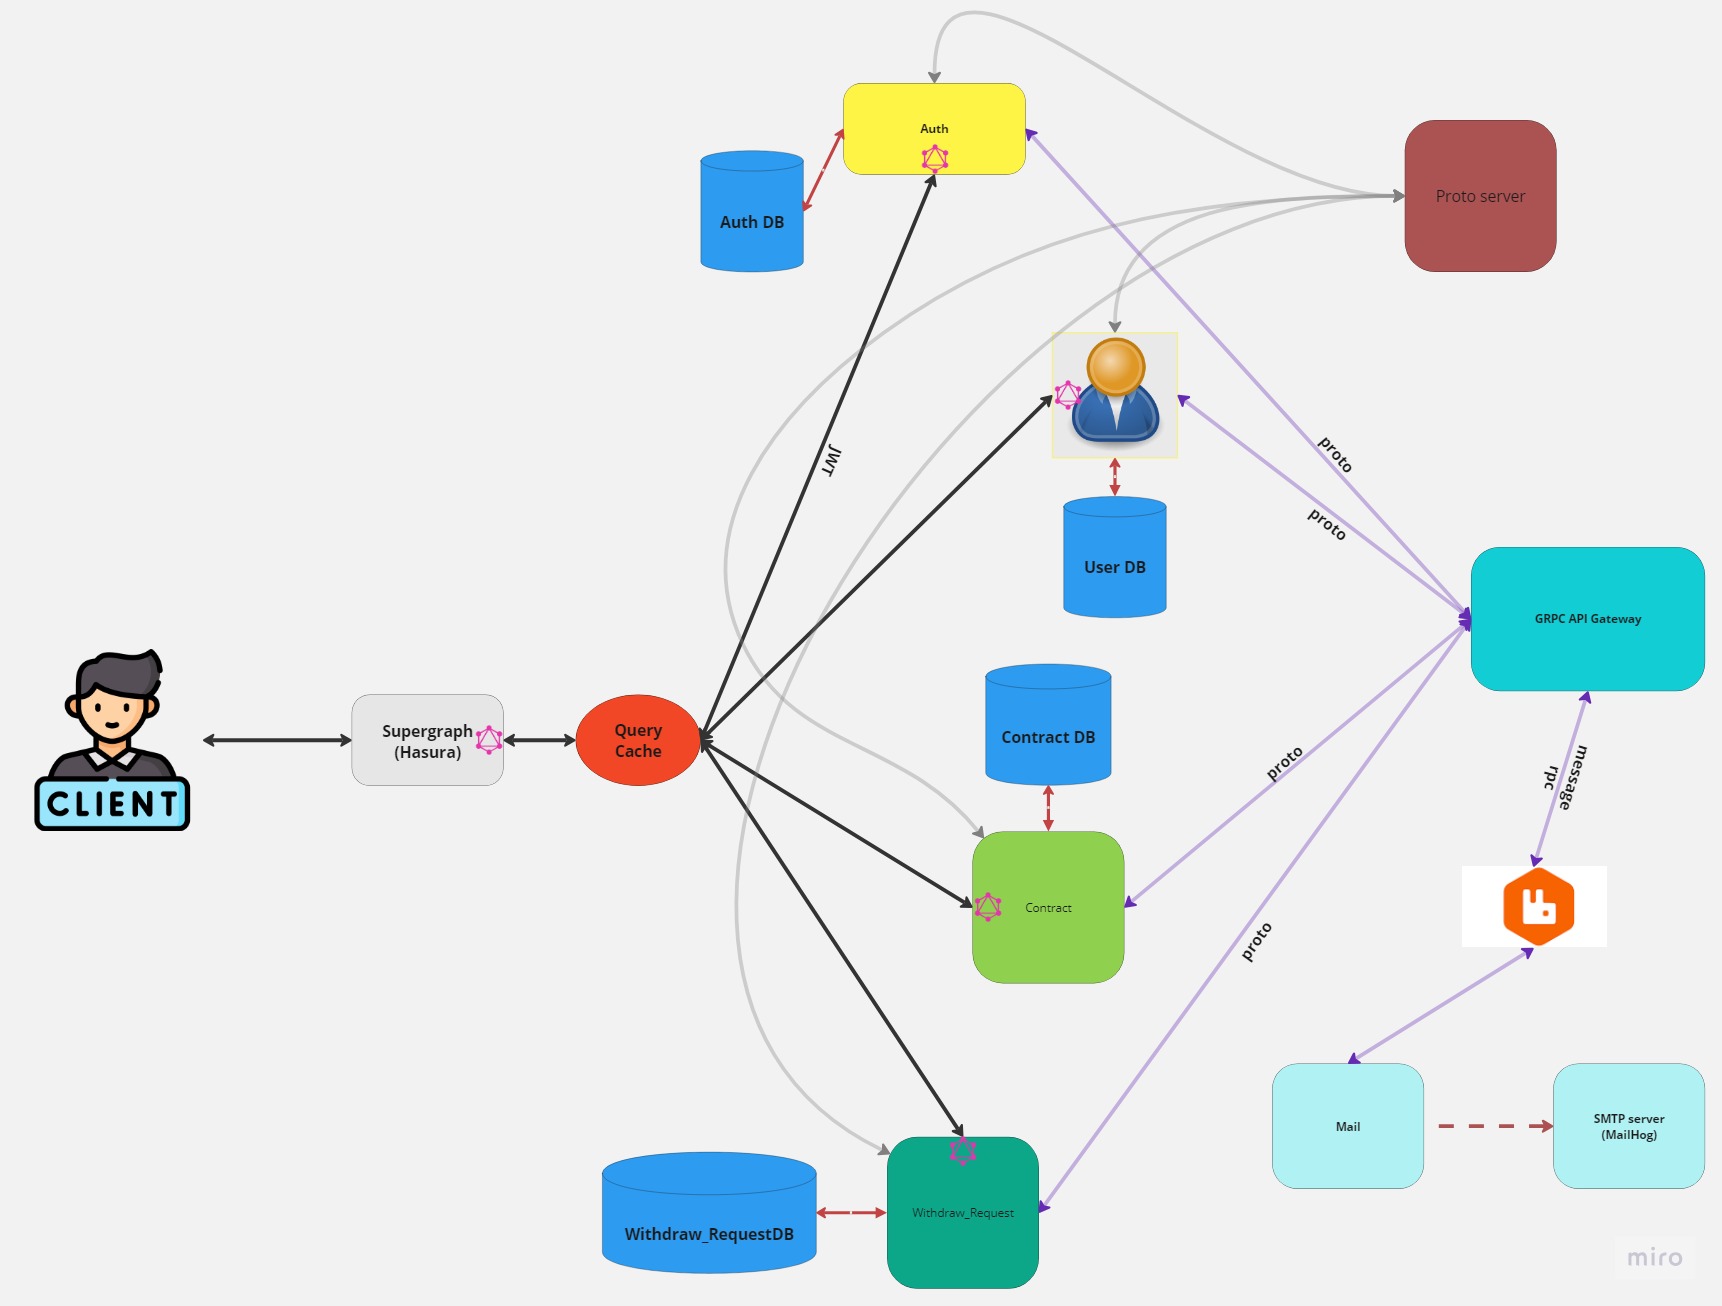 Auth
Auth DB
Proto server
JWT
proto
proto
User DB
GRPC API Gateway
Supergraph
(Hasura)
Query
Cache
Contract DB
CLIENT
proto
message
rpc
Contract
proto
Mail
SMTP server
(MailHog)
Withdraw_Request
Withdraw_RequestDB
miro